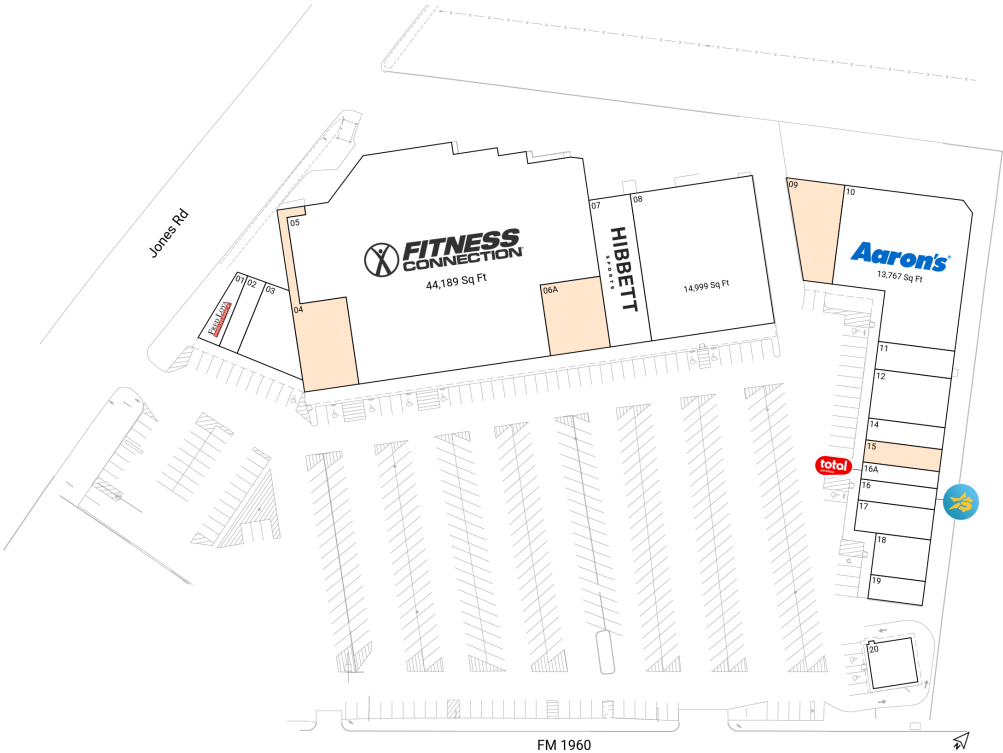 Jones Rd
01
02
03
FRED LOYA
05
04
FITNESS
CONNECTION
44,189 Sq Ft
06A
07
HIBBETT
SPORTS
08
14,999 Sq Ft
09
10
Aaron's
13,767 Sq Ft
11
12
14
15
total
16A
16
17
18
19
20
FM 1960